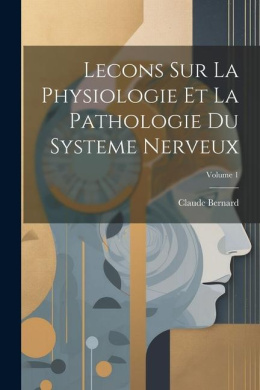 Lecons Sur La
Physiologie Et La
Pathologie Du
Systeme Nerveux
Volume 1
Claude Bernard